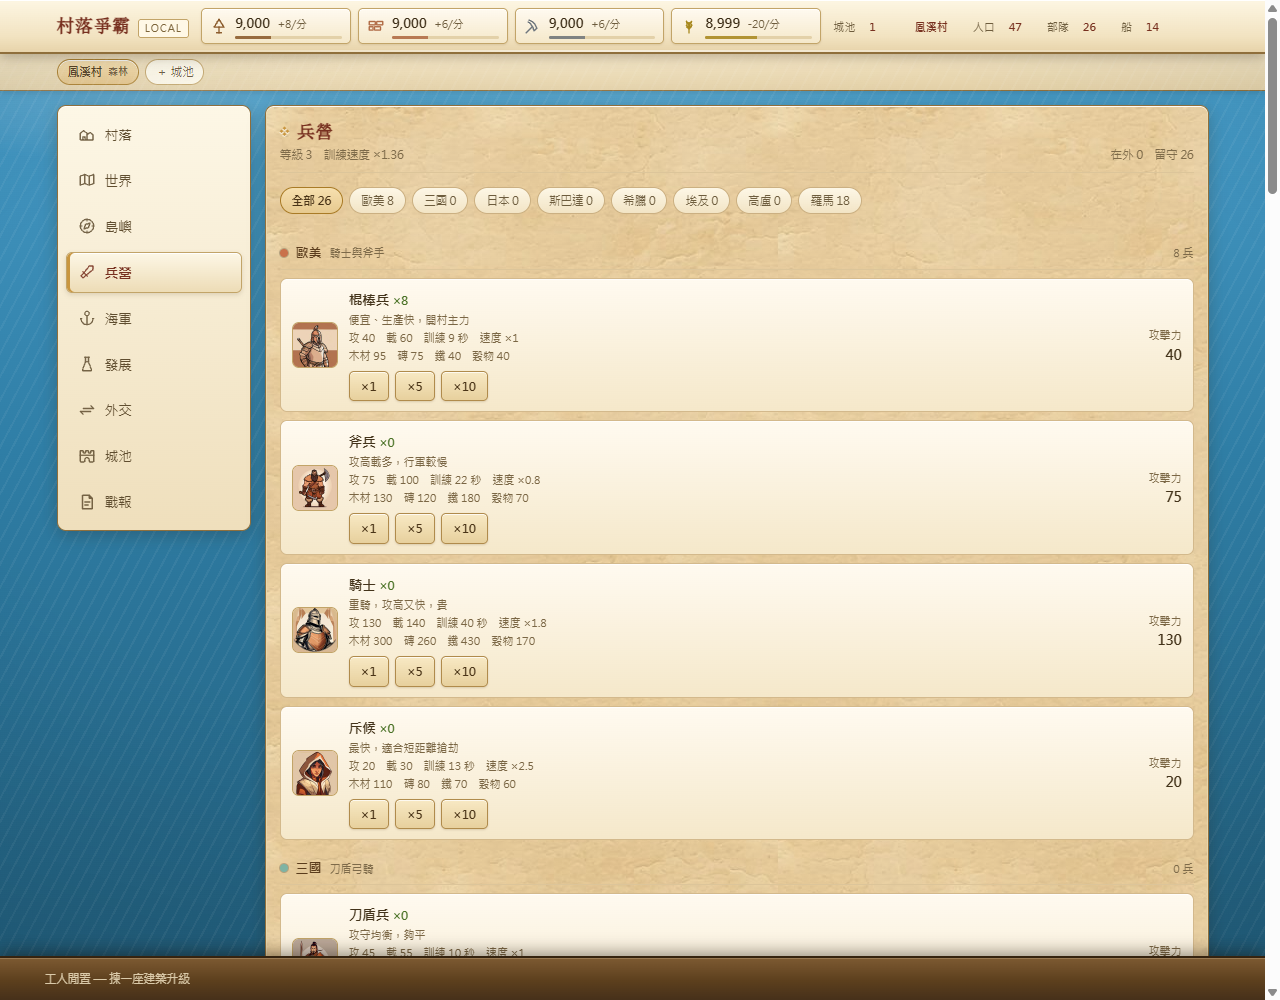 村落爭霸 LOCAL 9,000 +8/分 9,000 +6/分 9,000 +6/分 8,999 -20/分 城池 1 鳳溪村 人口 47 部隊 26 船 14
鳳溪村 森林 + 城池
村落
世界
島嶼
兵營
海軍
發展
外交
城池
戰報
兵營
等級 3 訓練速度 ×1.36 在外 0 留守 26
全部 26 歐美 8 三國 0 日本 0 斯巴達 0 希臘 0 埃及 0 高盧 0 羅馬 18
歐美 騎士與斧手 8 兵
棍棒兵 ×8
便宜、生產快，開村主力
攻 40 載 60 訓練 9 秒 速度 ×1
木材 95 磚 75 鐵 40 穀物 40
×1 ×5 ×10
攻擊力
40
斧兵 ×0
攻高載多，行軍較慢
攻 75 載 100 訓練 22 秒 速度 ×0.8
木材 130 磚 120 鐵 180 穀物 70
×1 ×5 ×10
攻擊力
75
騎士 ×0
重騎，攻高又快，貴
攻 130 載 140 訓練 40 秒 速度 ×1.8
木材 300 磚 260 鐵 430 穀物 170
×1 ×5 ×10
攻擊力
130
斥候 ×0
最快，適合短距離搶劫
攻 20 載 30 訓練 13 秒 速度 ×2.5
木材 110 磚 80 鐵 70 穀物 60
×1 ×5 ×10
攻擊力
20
三國 刀盾弓騎 0 兵
刀盾兵 ×0
攻守均衡，夠平
攻 45 載 55 訓練 10 秒 速度 ×1
攻擊力
工人閒置 — 揀一座建築升級